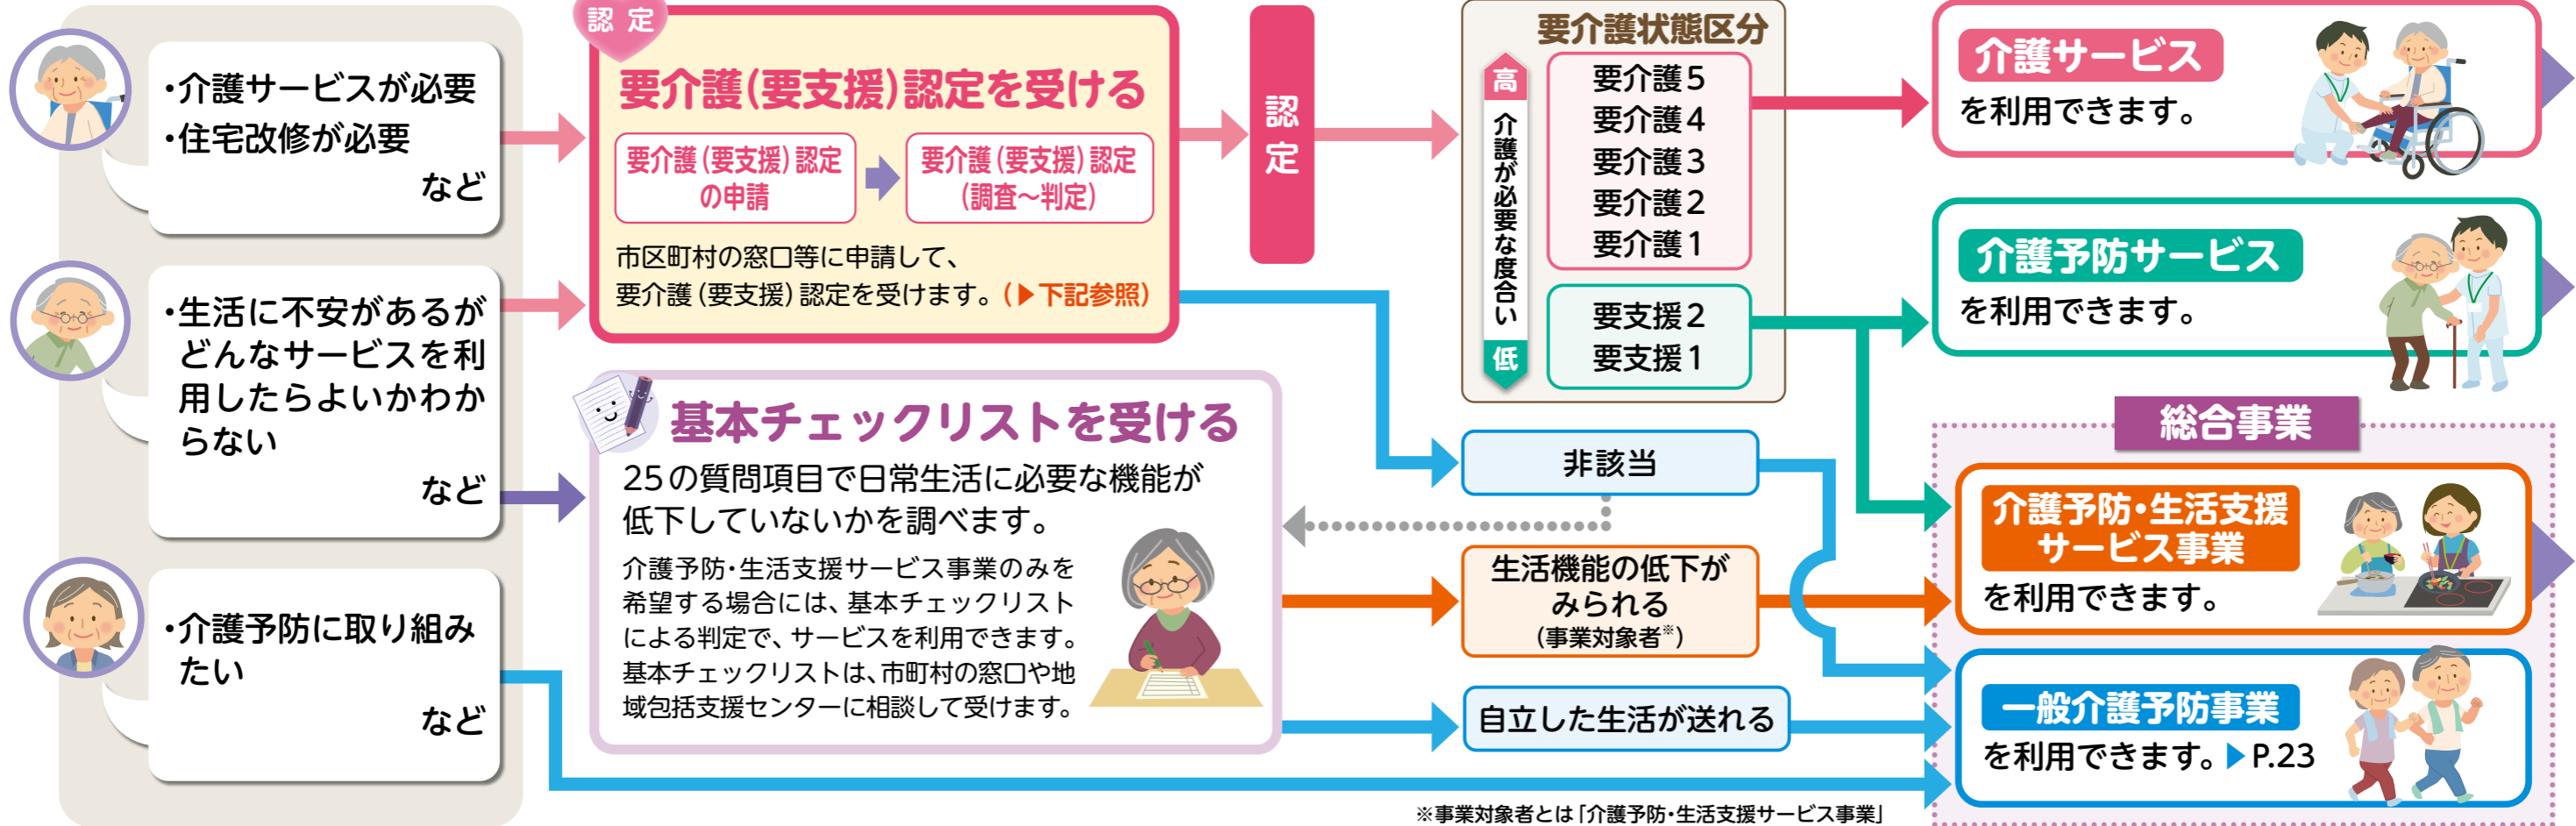 ・介護サービスが必要
・住宅改修が必要
など
・生活に不安があるが
どんなサービスを利
用したらよいかわか
らない
など
・介護予防に取り組み
たい
など
認定
要介護(要支援)認定を受ける
要介護(要支援)認定
の申請
要介護(要支援)認定
(調査～判定)
市区町村の窓口等に申請して、
要介護(要支援)認定を受けます。(▶下記参照)
基本チェックリストを受ける
25の質問項目で日常生活に必要な機能が
低下していないかを調べます。
介護予防・生活支援サービス事業のみを
希望する場合には、基本チェックリスト
による判定で、サービスを利用できます。
基本チェックリストは、市町村の窓口や地
域包括支援センターに相談して受けます。
認定
要介護状態区分
高
介護が必要な度合い
低
要介護5
要介護4
要介護3
要介護2
要介護1
要支援2
要支援1
非該当
生活機能の低下が
みられる
(事業対象者※)
自立した生活が送れる
介護サービス
を利用できます。
介護予防サービス
を利用できます。
総合事業
介護予防・生活支援
サービス事業
を利用できます。
一般介護予防事業
を利用できます。▶P.23
※事業対象者とは「介護予防・生活支援サービス事業」